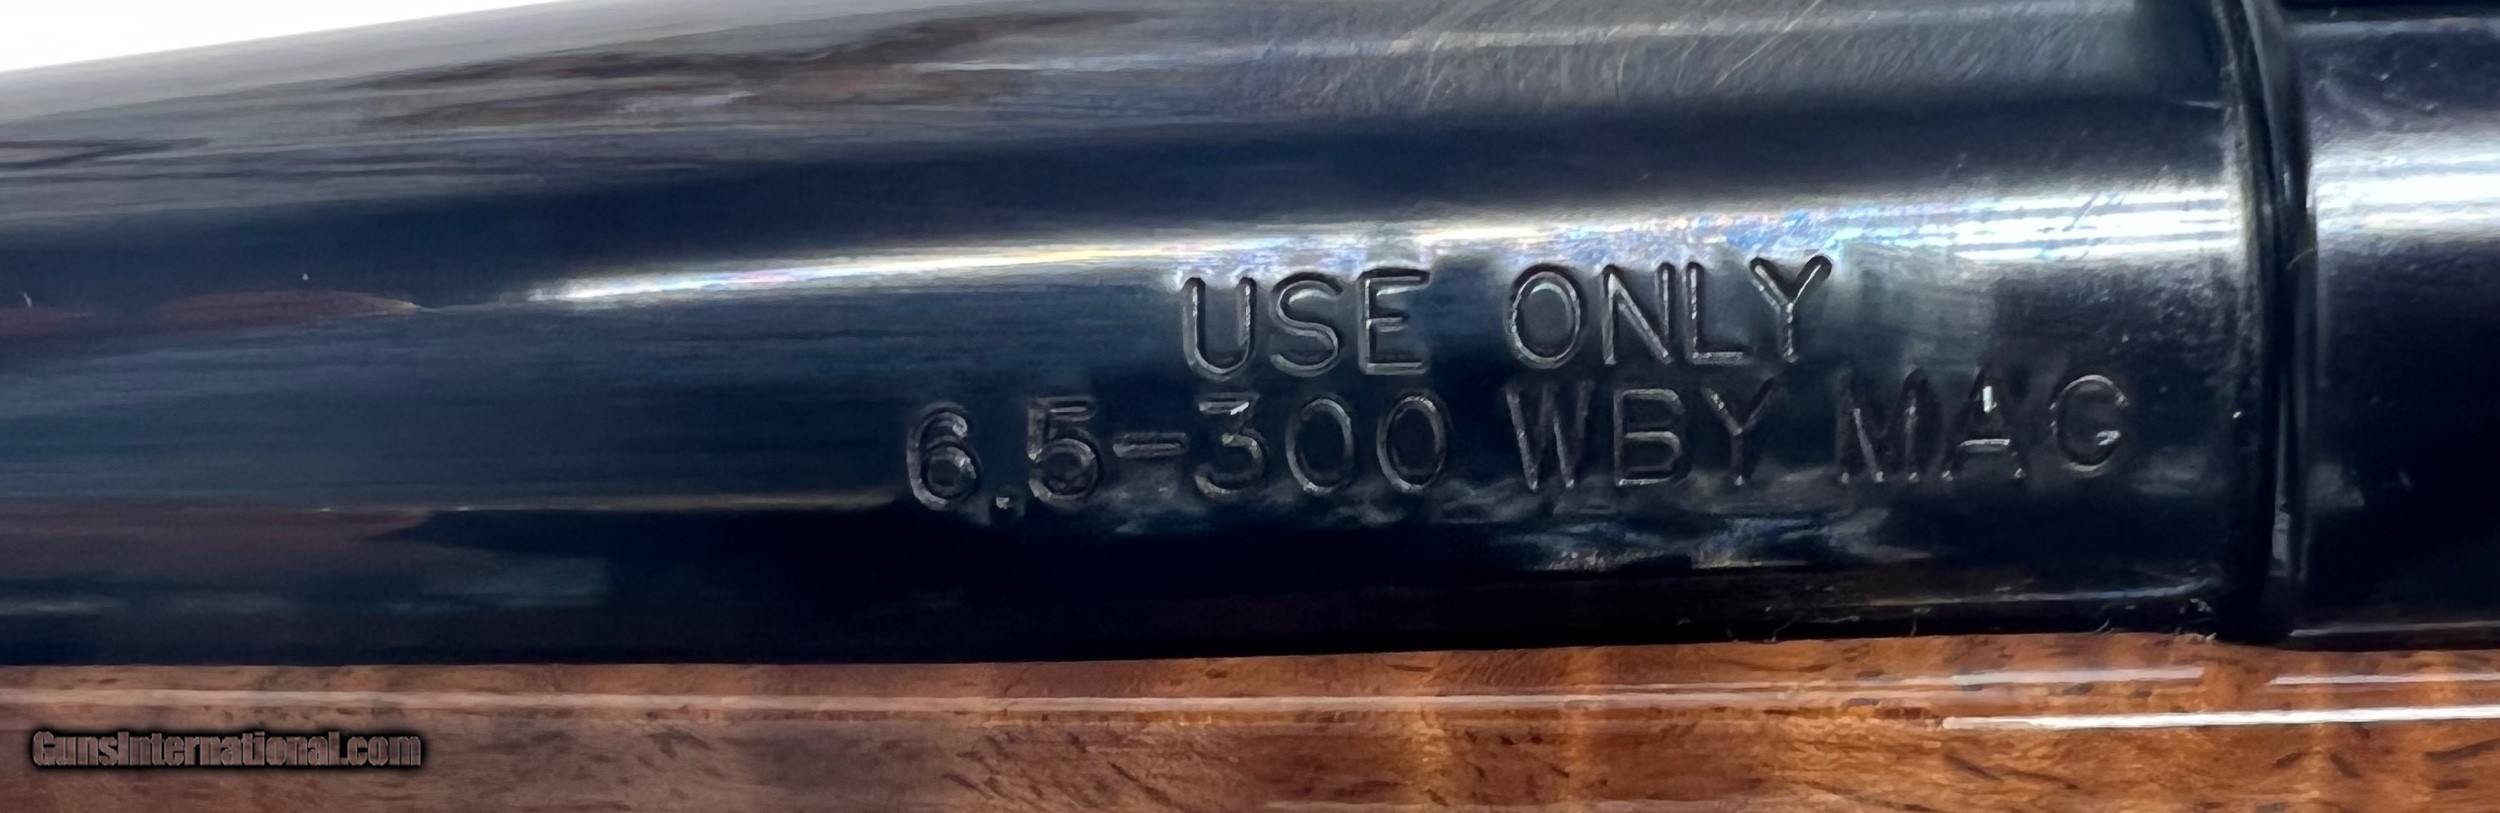 USE ONLY
6.5-300 WBY MAG
GunsInternational.com